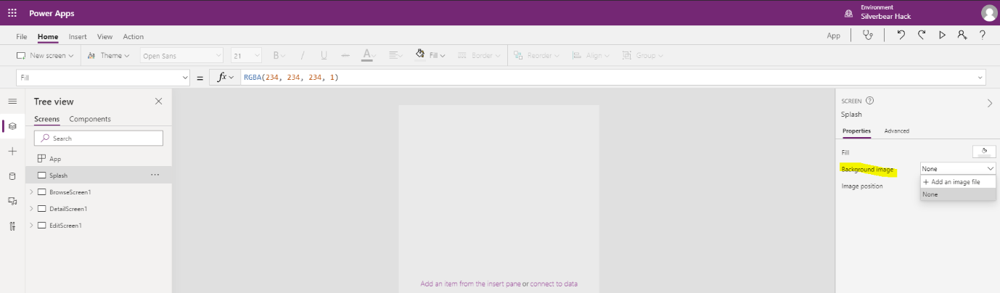 Power Apps
Environment
Silverbear Hack
File Home Insert View Action
App
New screen Theme Open Sans 21 B / U A Fill Border Reorder Align Group
Fill = fx RGBA(234, 234, 234, 1)
Tree view
Screens Components
Search
App
Splash ...
BrowseScreen1
DetailScreen1
EditScreen1
Add an item from the insert pane or connect to data
SCREEN ?
Splash
Properties Advanced
Fill
Background image None
+ Add an image file
Image position
None